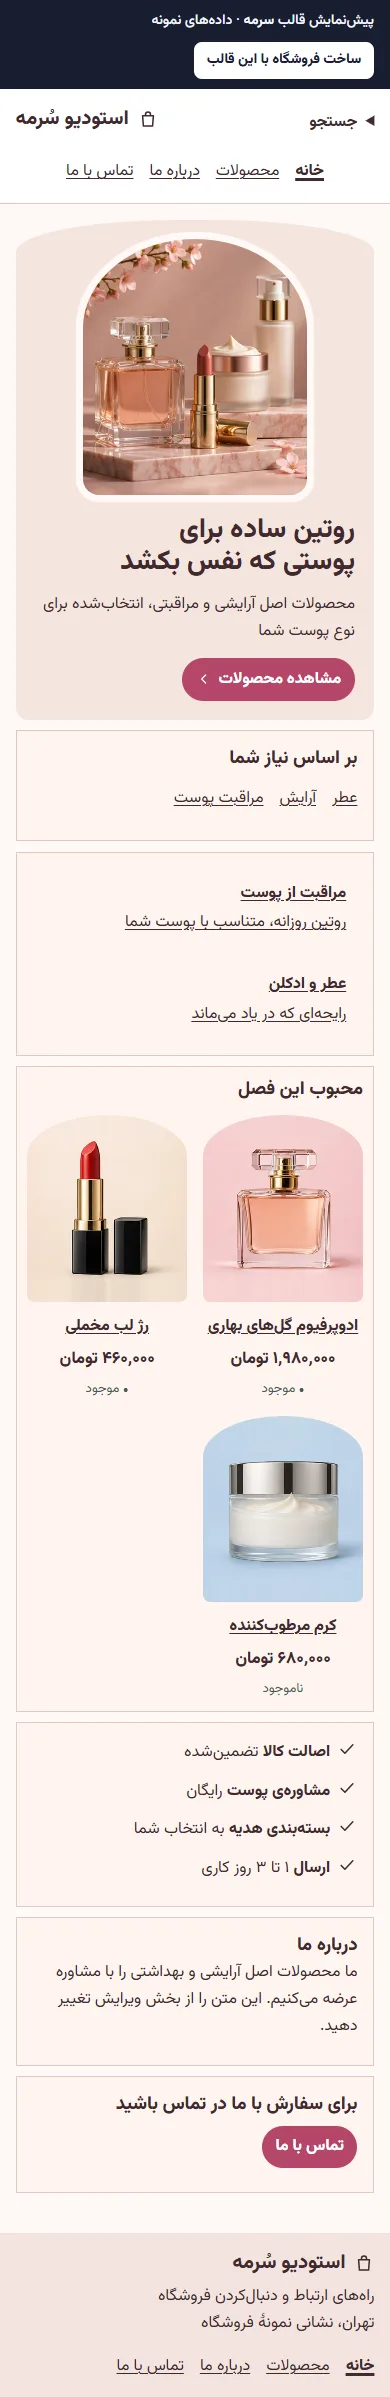 پیش‌نمایش قالب سرمه · داده‌های نمونه
ساخت فروشگاه با این قالب
جستجو
استودیو سُرمه
خانه محصولات درباره ما تماس با ما
روتین ساده برای
پوستی که نفس بکشد
محصولات اصل آرایشی و مراقبتی، انتخاب‌شده برای
نوع پوست شما
مشاهده محصولات
بر اساس نیاز شما
عطر آرایش مراقبت پوست
مراقبت از پوست
روتین روزانه، متناسب با پوست شما
عطر و ادکلن
رایحه‌ای که در یاد می‌ماند
محبوب این فصل
ادوپرفیوم گل‌های بهاری
۱,۹۸۰,۰۰۰ تومان
• موجود
رژ لب مخملی
۴۶۰,۰۰۰ تومان
• موجود
کرم مرطوب‌کننده
۶۸۰,۰۰۰ تومان
ناموجود
اصالت کالا تضمین‌شده
مشاوره‌ی پوست رایگان
بسته‌بندی هدیه به انتخاب شما
ارسال ۱ تا ۳ روز کاری
درباره ما
ما محصولات اصل آرایشی و بهداشتی را با مشاوره
عرضه می‌کنیم. این متن را از بخش ویرایش تغییر
دهید.
برای سفارش با ما در تماس باشید
تماس با ما
استودیو سُرمه
راه‌های ارتباط و دنبال‌کردن فروشگاه
تهران، نشانی نمونهٔ فروشگاه
خانه محصولات درباره ما تماس با ما